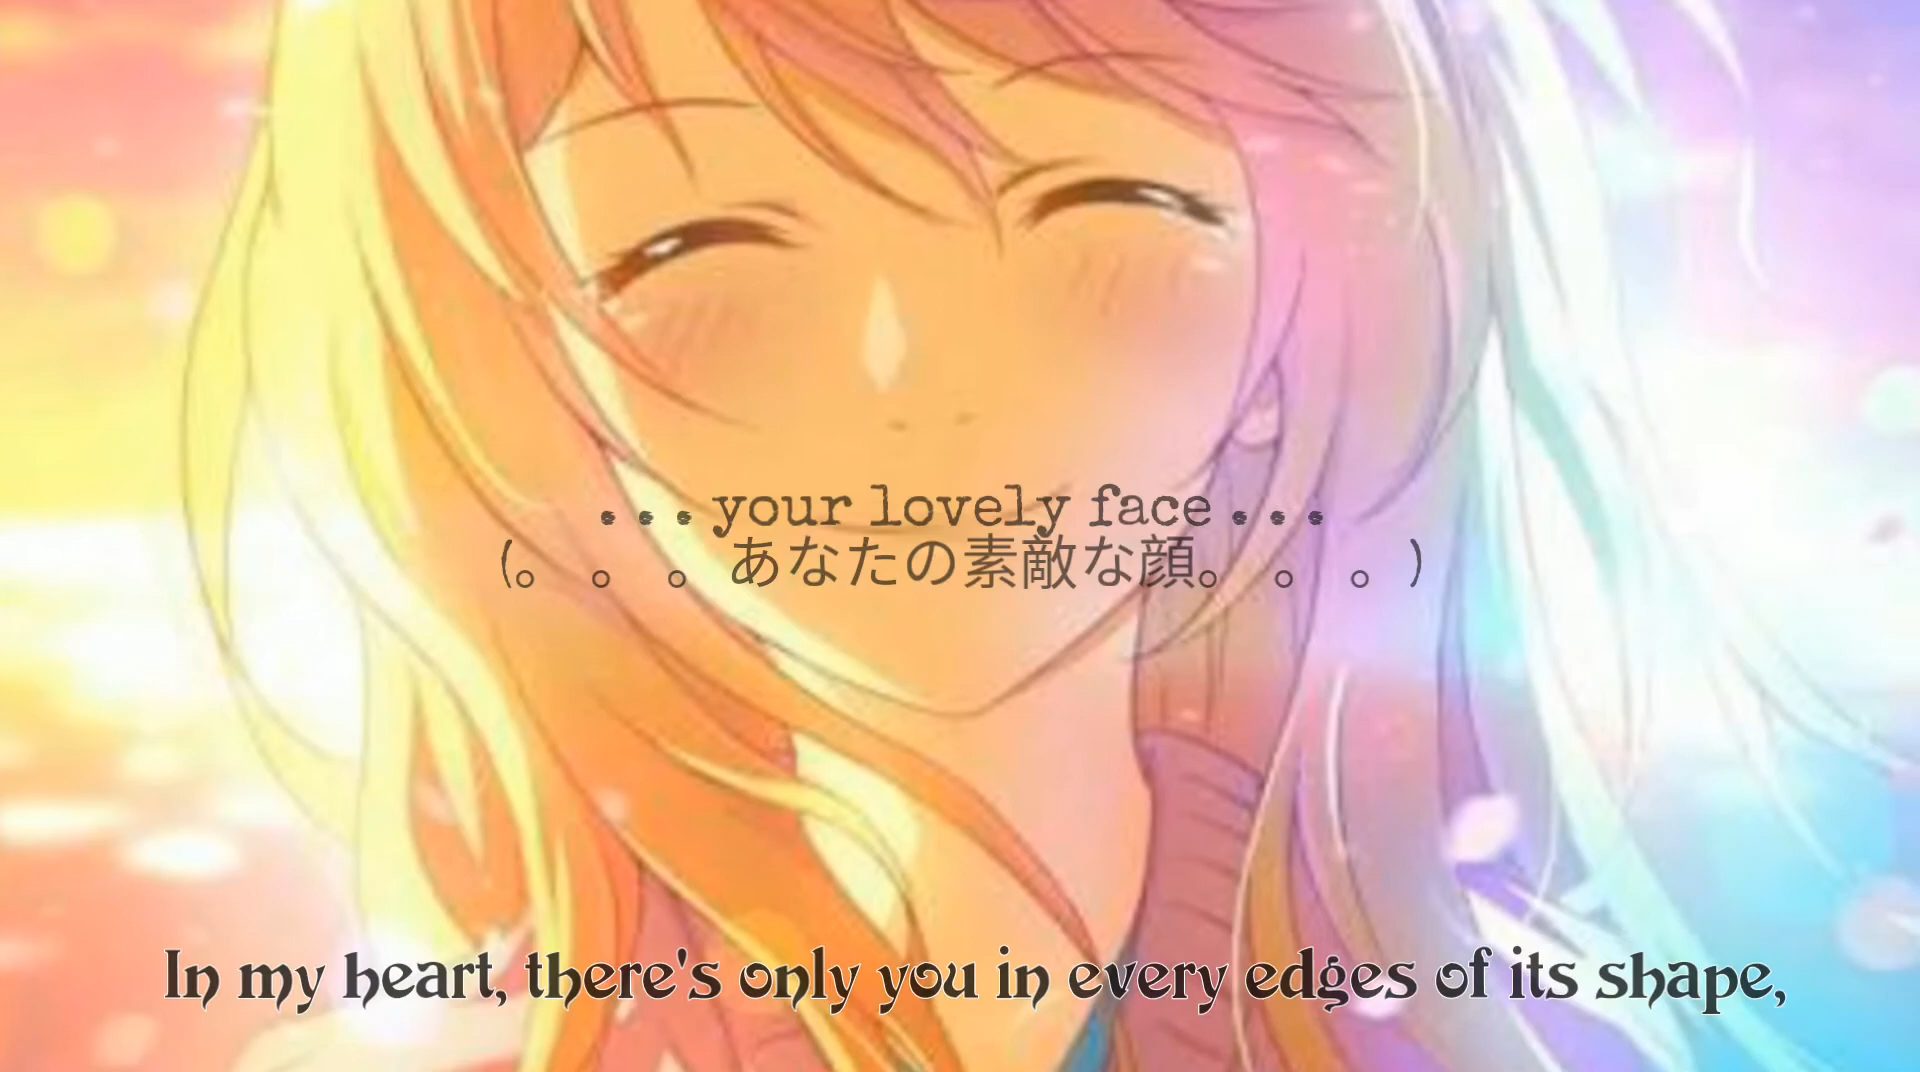 ...your lovely face...
(。 。 。あなたの素敵な顔。 。 。)
In my heart, there's only you in every edges of its shape,